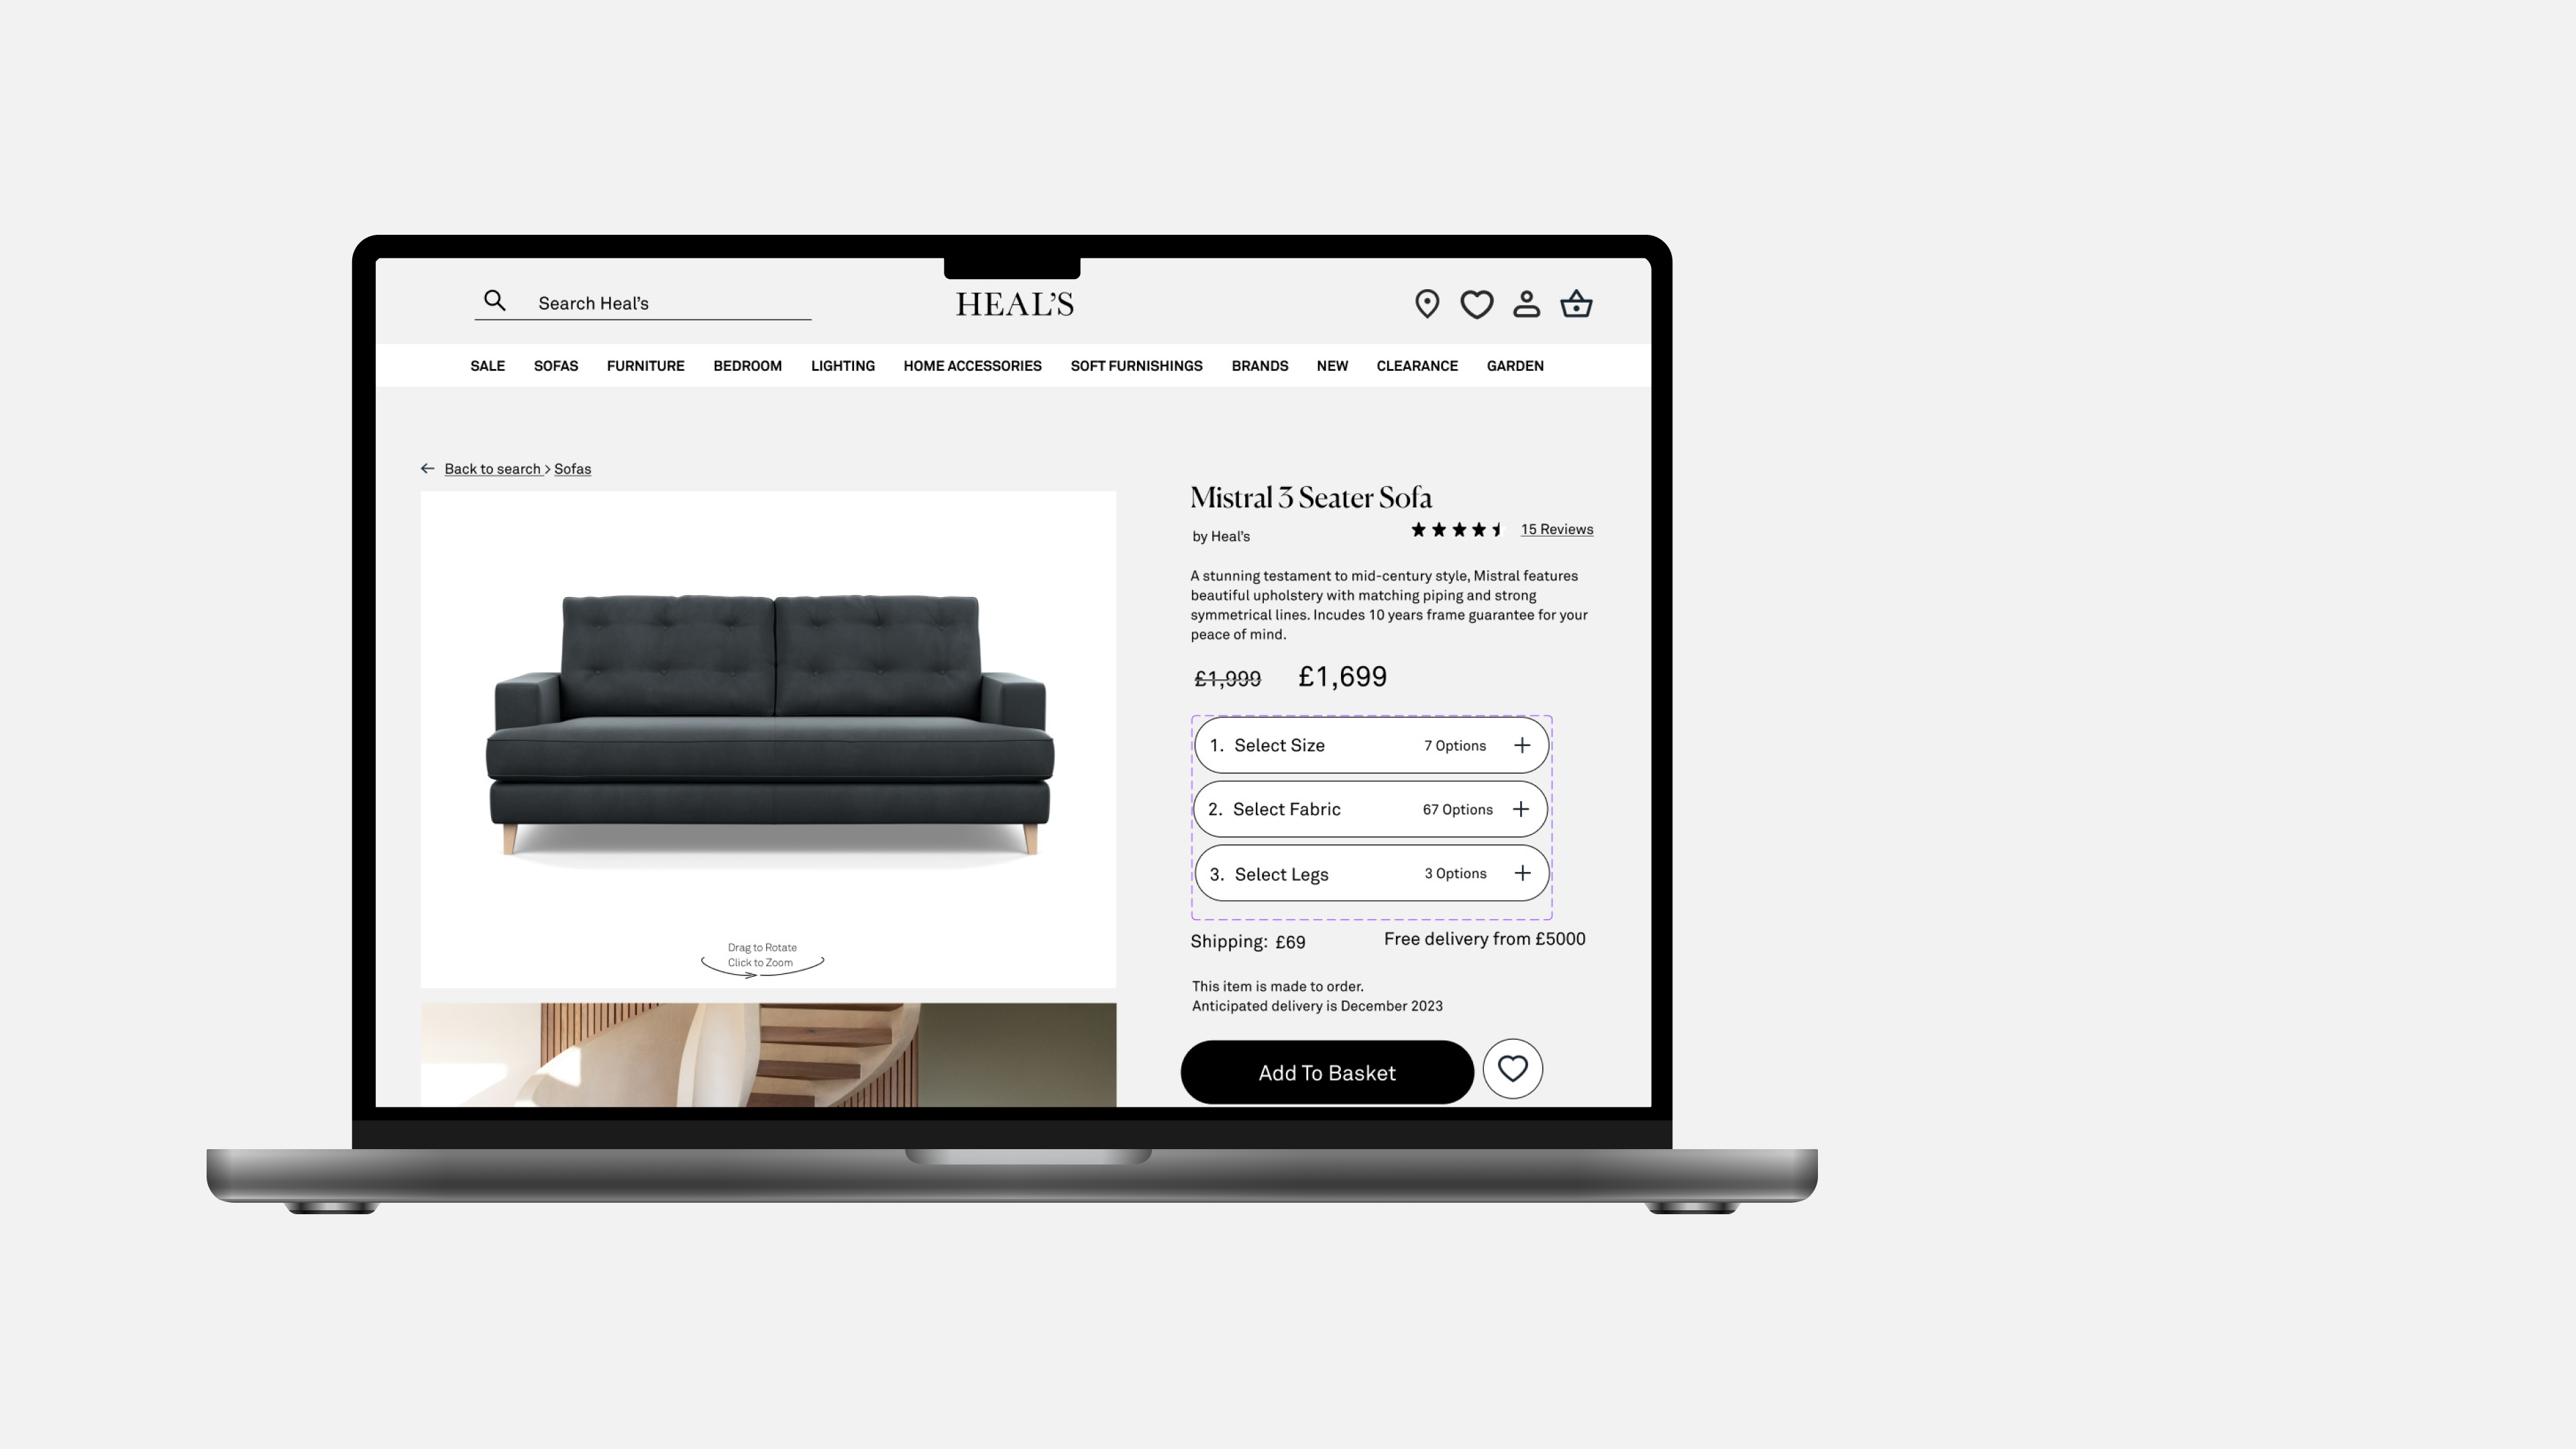 Search Heal's
HEAL'S
SALE SOFAS FURNITURE BEDROOM LIGHTING HOME ACCESSORIES SOFT FURNISHINGS BRANDS NEW CLEARANCE GARDEN
Back to search > Sofas
Mistral 3 Seater Sofa
by Heal's
15 Reviews
A stunning testament to mid-century style, Mistral features
beautiful upholstery with matching piping and strong
symmetrical lines. Incudes 10 years frame guarantee for your
peace of mind.
£1,999 £1,699
1. Select Size 7 Options +
2. Select Fabric 67 Options +
3. Select Legs 3 Options +
Shipping: £69 Free delivery from £5000
This item is made to order.
Anticipated delivery is December 2023
Add To Basket
Drag to Rotate
Click to Zoom